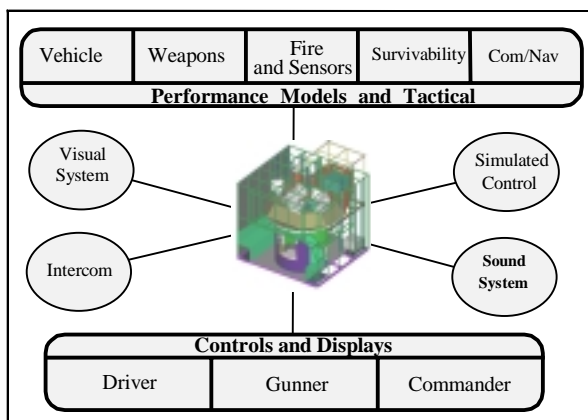 Vehicle
Weapons
Fire
and Sensors
Survivability
Com/Nav
Performance Models and Tactical
Visual
System
Simulated
Control
Intercom
Sound
System
Controls and Displays
Driver
Gunner
Commander